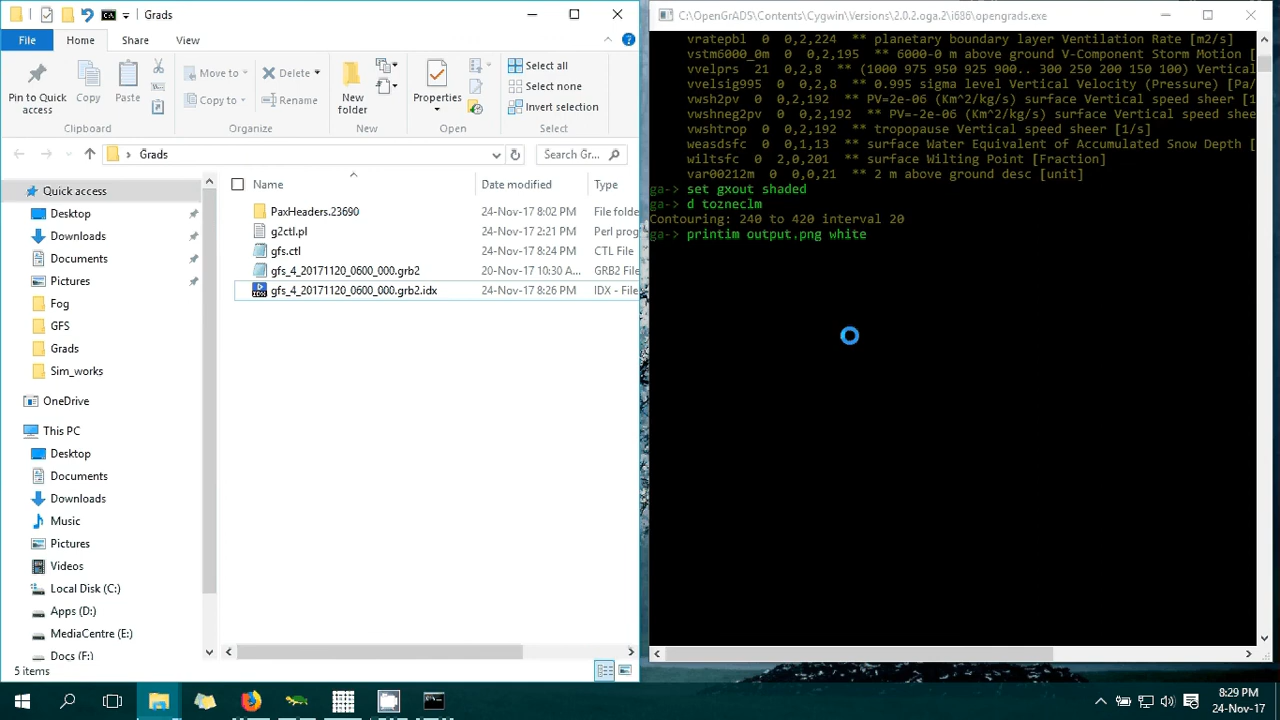 Grads
File
Home
Share
View
Pin to Quick access
Copy
Paste
Clipboard
Move to
Copy to
Delete
Rename
Organize
New folder
New
Properties
Open
Select all
Select none
Invert selection
Select
Grads
Search Gr...
Quick access
Desktop
Downloads
Documents
Pictures
Fog
GFS
Grads
Sim_works
OneDrive
This PC
Desktop
Documents
Downloads
Music
Pictures
Videos
Local Disk (C:)
Apps (D:)
MediaCentre (E:)
Docs (F:)
Name Date modified Type
PaxHeaders.23690 24-Nov-17 8:02 PM File folde
g2ctl.pl 24-Nov-17 2:21 PM Perl prog
gfs.ctl 24-Nov-17 8:24 PM CTL File
gfs_4_20171120_0600_000.grb2 20-Nov-17 10:30 A... GRB2 File
gfs_4_20171120_0600_000.grb2.idx 24-Nov-17 8:26 PM IDX - File
5 items
C:\OpenGrADS\Contents\Cygwin\Versions\2.0.2.oga.2\i686\opengrads.exe
vratepbl 0 0,2,224 ** planetary boundary layer Ventilation Rate [m2/s]
vstm6000_0m 0 0,2,195 ** 6000-0 m above ground V-Component Storm Motion [
vvelprs 21 0,2,8 ** (1000 975 950 925 900.. 300 250 200 150 100) Vertical
vvelsig995 0 0,2,8 ** 0.995 sigma level Vertical Velocity (Pressure) [Pa/
vwsh2pv 0 0,2,192 ** PV=2e-06 (Km^2/kg/s) surface Vertical speed sheer [1
vwshneg2pv 0 0,2,192 ** PV=-2e-06 (Km^2/kg/s) surface Vertical speed shee
vwshtrop 0 0,2,192 ** tropopause Vertical speed sheer [1/s]
weasdsfc 0 0,1,13 ** surface Water Equivalent of Accumulated Snow Depth [
wiltsfc 0 2,0,201 ** surface Wilting Point [Fraction]
var00212m 0 0,0,21 ** 2 m above ground desc [unit]
ga-> set gxout shaded
ga-> d tozneclm
Contouring: 240 to 420 interval 20
ga-> printim output.png white
8:29 PM
24-Nov-17